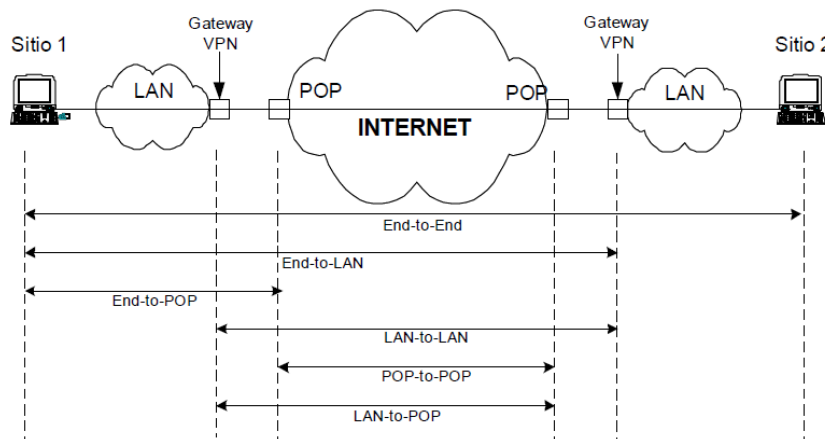 Gateway
VPN
Gateway
VPN
Sitio 1
Sitio 2
LAN
POP
POP
LAN
INTERNET
End-to-End
End-to-LAN
End-to-POP
LAN-to-LAN
POP-to-POP
LAN-to-POP